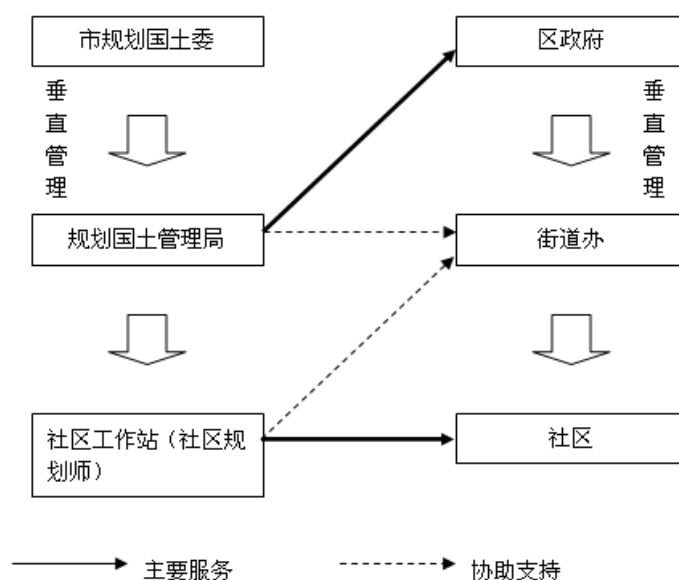 市规划国土委
区政府
垂
直
管
理
垂
直
管
理
规划国土管理局
街道办
社区工作站（社区规
划师）
社区
主要服务
协助支持